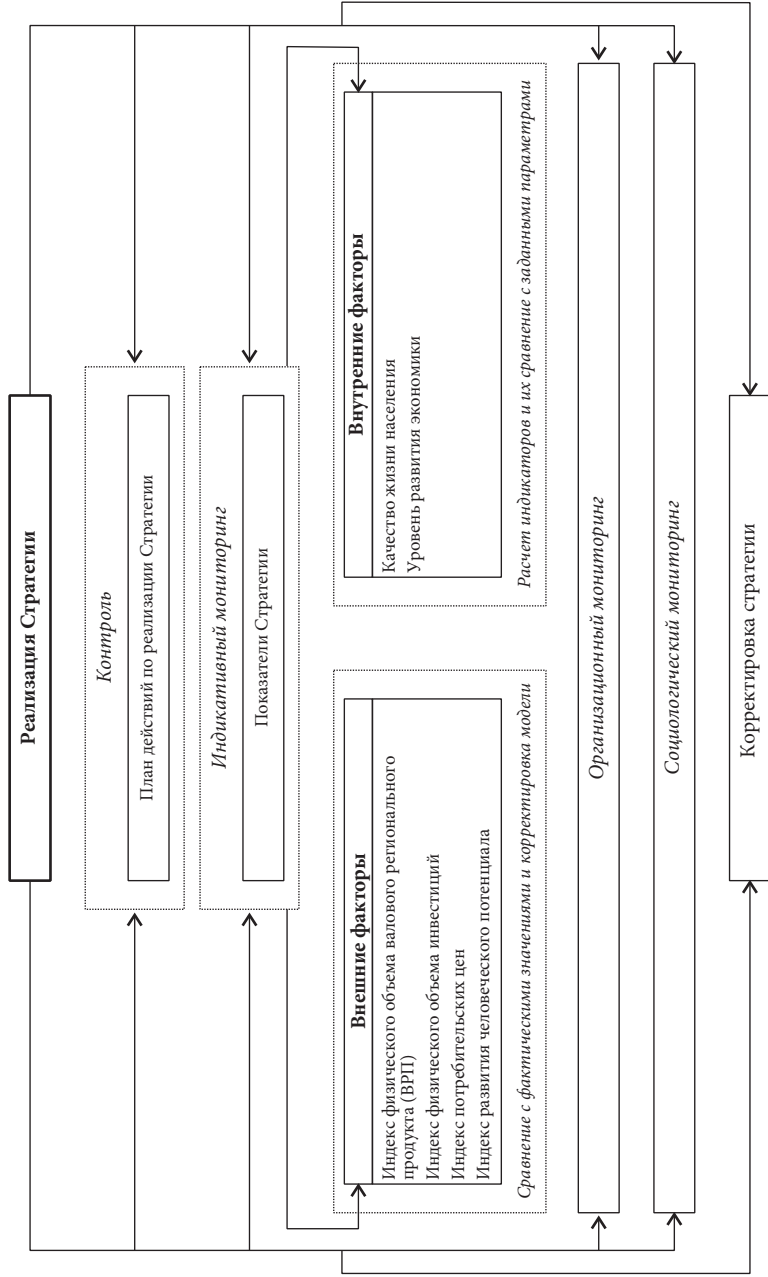 Реализация Стратегии
Контроль
План действий по реализации Стратегии
Индикативный мониторинг
Показатели Стратегии
Внешние факторы
Индекс физического объема валового регионального
продукта (ВРП)
Индекс физического объема инвестиций
Индекс потребительских цен
Индекс развития человеческого потенциала
Сравнение с фактическими значениями и корректировка модели
Внутренние факторы
Качество жизни населения
Уровень развития экономики
Расчет индикаторов и их сравнение с заданными параметрами
Организационный мониторинг
Социологический мониторинг
Корректировка стратегии